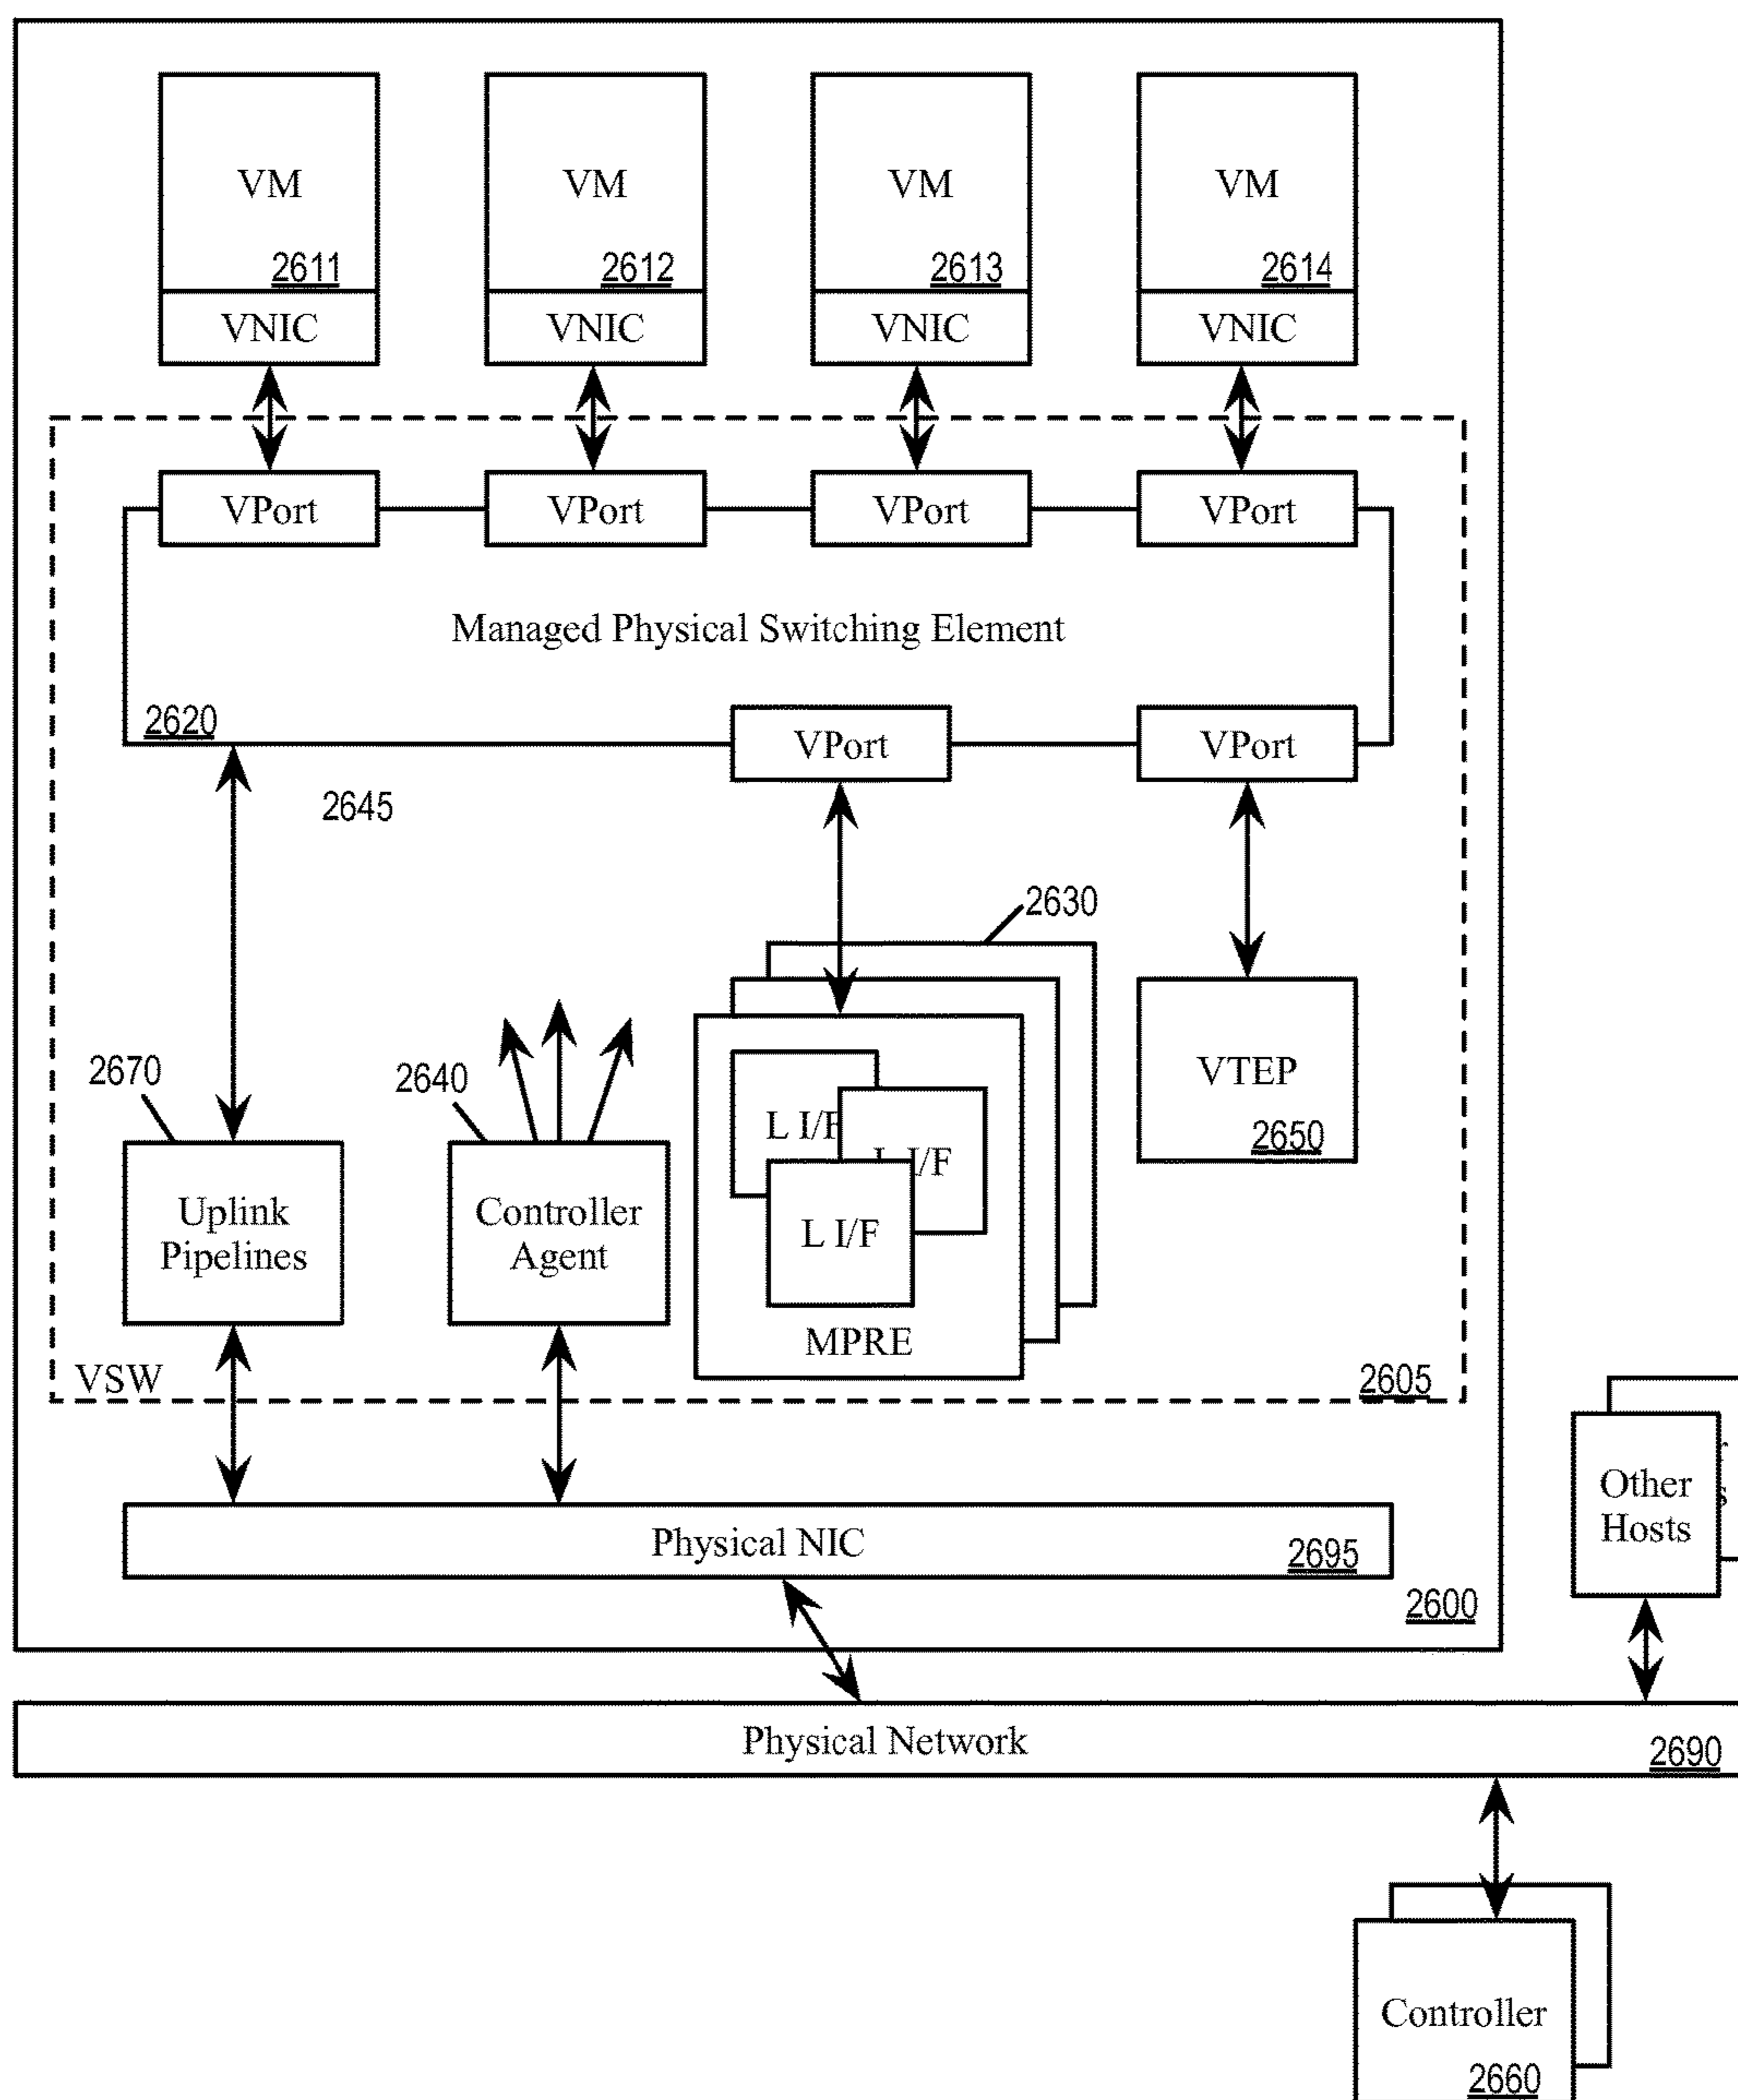 VM
VM
VM
VM
2611
2612
2613
2614
VNIC
VNIC
VNIC
VNIC
VPort
VPort
VPort
VPort
Managed Physical Switching Element
2620
VPort
VPort
2645
2630
2670
2640
VTEP
2650
Uplink
Pipelines
Controller
Agent
L I/F
L I/F
L I/F
MPRE
VSW
2605
Other
Hosts
Physical NIC
2695
2600
Physical Network
2690
Controller
2660